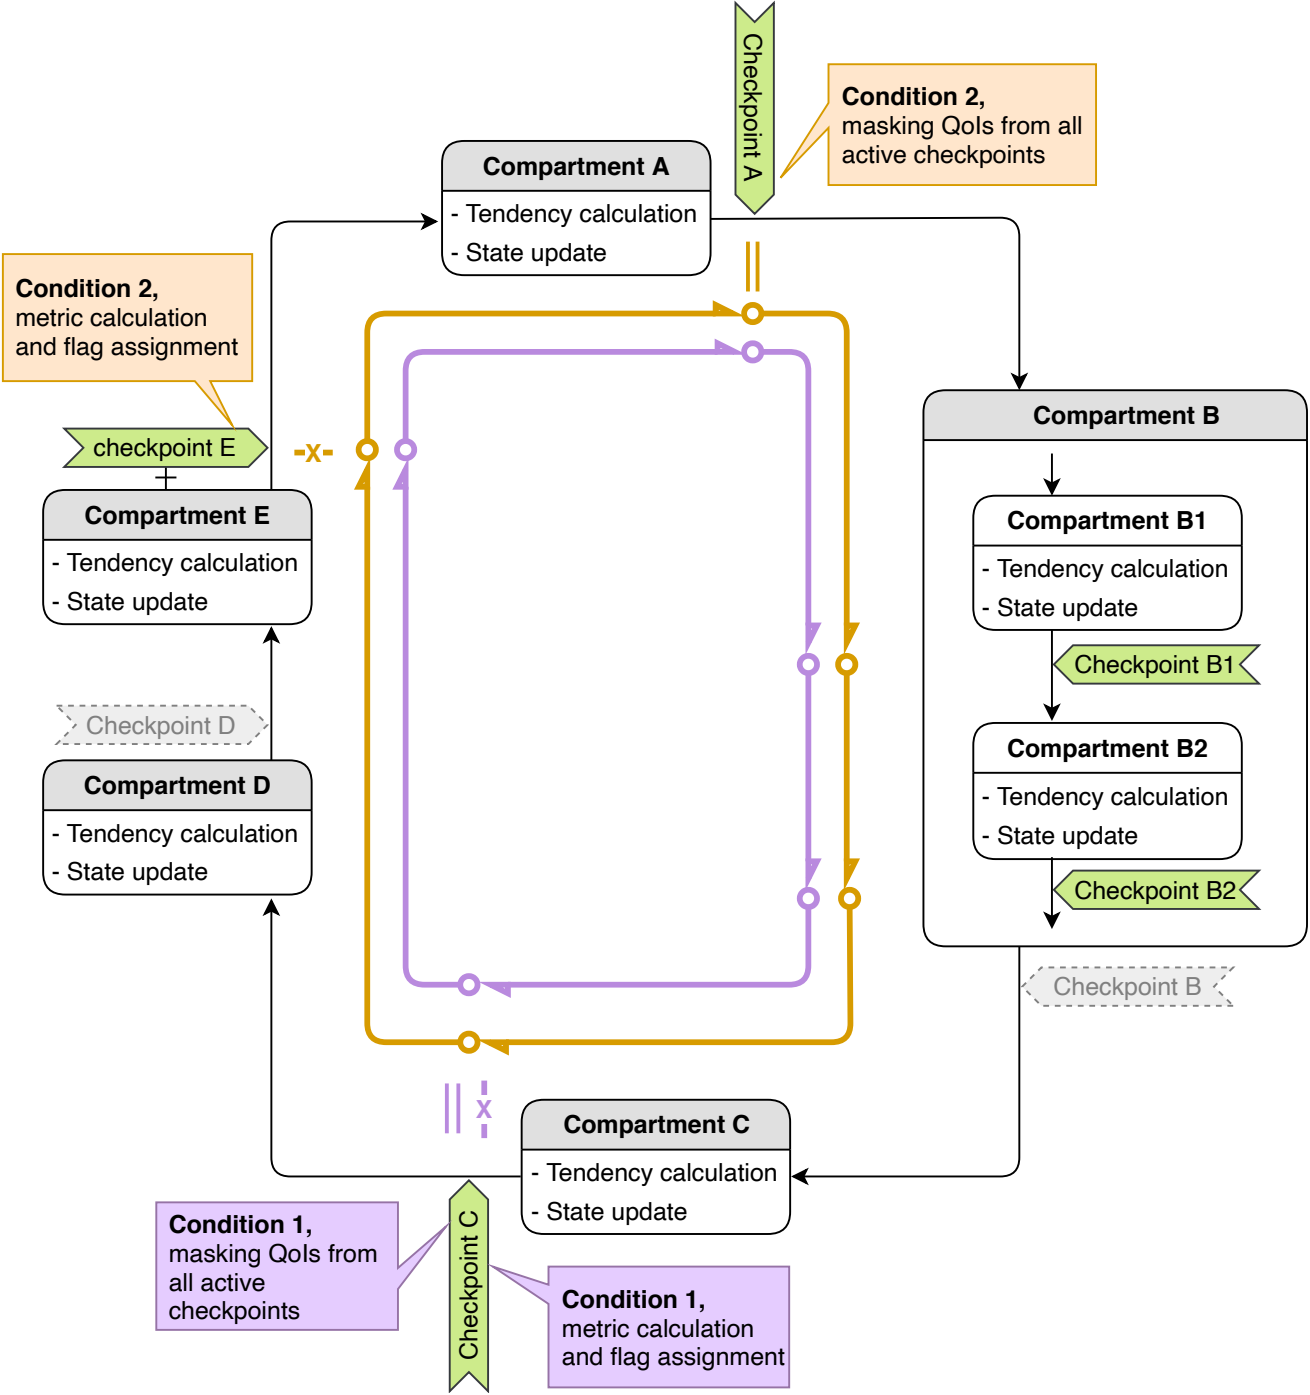 Checkpoint A
Condition 2,
masking QoIs from all
active checkpoints
Compartment A
- Tendency calculation
- State update
Condition 2,
metric calculation
and flag assignment
checkpoint E
-x-
Compartment E
- Tendency calculation
- State update
Compartment B
Compartment B1
- Tendency calculation
- State update
Checkpoint B1
Compartment B2
- Tendency calculation
- State update
Checkpoint B2
Checkpoint B
Checkpoint D
Compartment D
- Tendency calculation
- State update
x
Compartment C
- Tendency calculation
- State update
Checkpoint C
Condition 1,
masking QoIs from
all active
checkpoints
Condition 1,
metric calculation
and flag assignment